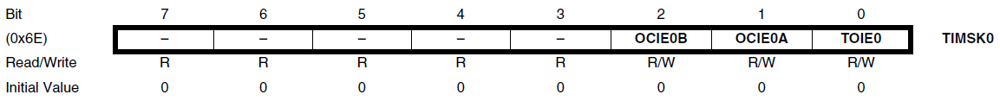 Bit 7 6 5 4 3 2 1 0
(0x6E) – – – – – OCIE0B OCIE0A TOIE0 TIMSK0
Read/Write R R R R R R/W R/W R/W
Initial Value 0 0 0 0 0 0 0 0